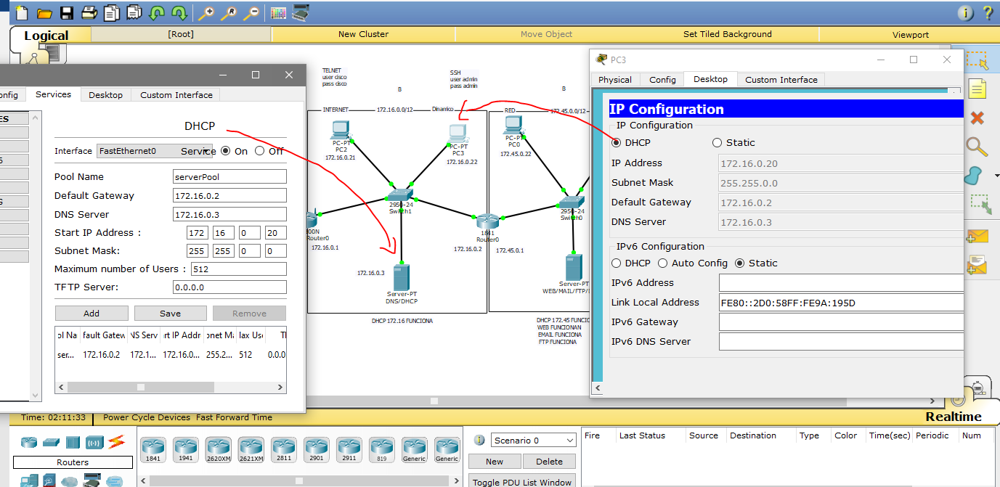 Logical
[Root]
New Cluster
Move Object
Set Tiled Background
Viewport
onfig
Services
Desktop
Custom Interface
ES
DHCP
Interface
FastEthernet0
Service
On
Off
Pool Name
serverPool
Default Gateway
172.16.0.2
DNS Server
172.16.0.3
Start IP Address :
172
16
0
20
Subnet Mask:
255
255
0
0
Maximum number of Users :
512
TFTP Server:
0.0.0.0
Add
Save
Remove
ser...
172.16.0.2
172.1...
172.16.0...
255.2...
512
0.0.0
TELNET
user cisco
pass cisco
SSH
user admin
pass admin
B
B
INTERNET
172.16.0.0/12
Dinamico
RED
172.45.0.0/12
PC-PT
PC2
172.16.0.21
PC-PT
PC3
172.16.0.22
PC-PT
PC0
172.45.0.22
2950-24
Switch1
2950-24
Switch0
Router0
172.16.0.1
1841
Router0
172.16.0.2
172.45.0.1
172.16.0.3
Server-PT
DNS/DHCP
Server-PT
WEB/MAIL/FTP/
DHCP 172.16 FUNCIONA
DHCP 172.45 FUNCIO
WEB FUNCIONAN
EMAIL FUNCIONA
FTP FUNCIONA
PC3
Physical
Config
Desktop
Custom Interface
IP Configuration
IP Configuration
DHCP
Static
IP Address
172.16.0.20
Subnet Mask
255.255.0.0
Default Gateway
172.16.0.2
DNS Server
172.16.0.3
IPv6 Configuration
DHCP
Auto Config
Static
IPv6 Address
Link Local Address
FE80::2D0:58FF:FE9A:195D
IPv6 Gateway
IPv6 DNS Server
Time: 02:11:33
Power Cycle Devices
Fast Forward Time
Realtime
Routers
1841
1941
2620XM
2621XM
2811
2901
2911
819
Generic
Generic
Scenario 0
New
Delete
Toggle PDU List Window
Fire
Last Status
Source
Destination
Type
Color
Time(sec)
Periodic
Num